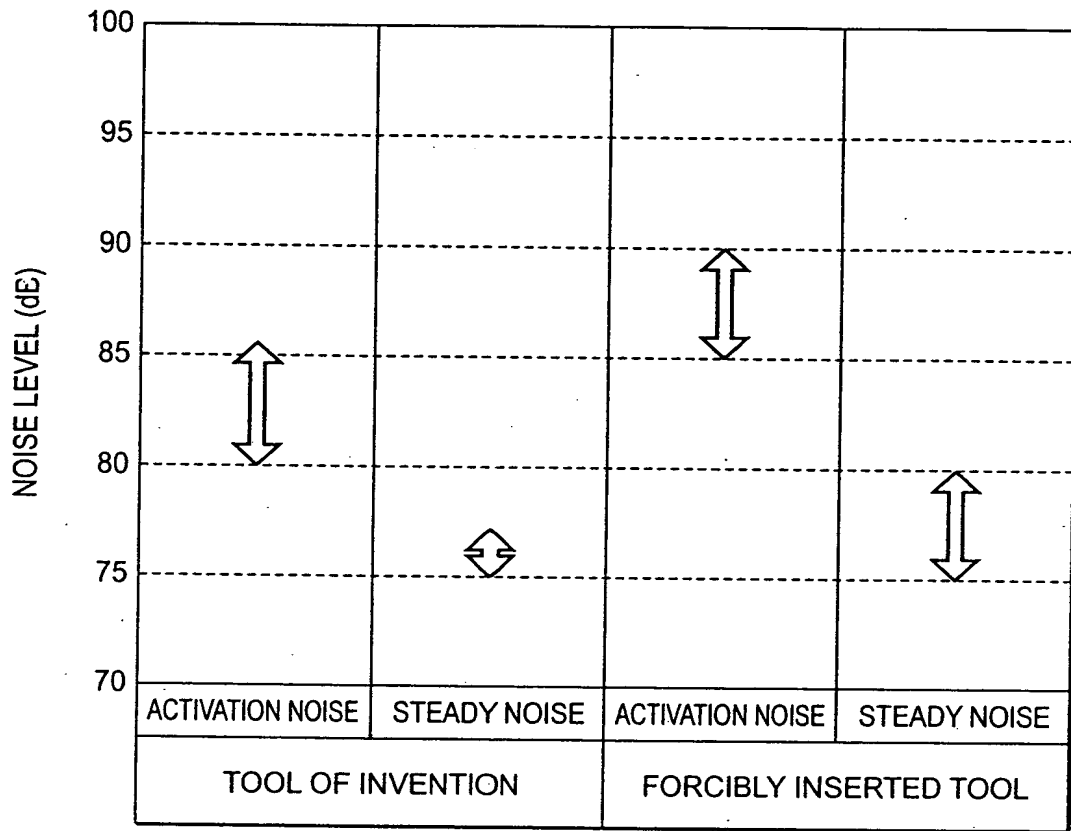 100
95
90
85
80
75
70
NOISE LEVEL (dB)
ACTIVATION NOISE STEADY NOISE ACTIVATION NOISE STEADY NOISE
TOOL OF INVENTION FORCIBLY INSERTED TOOL